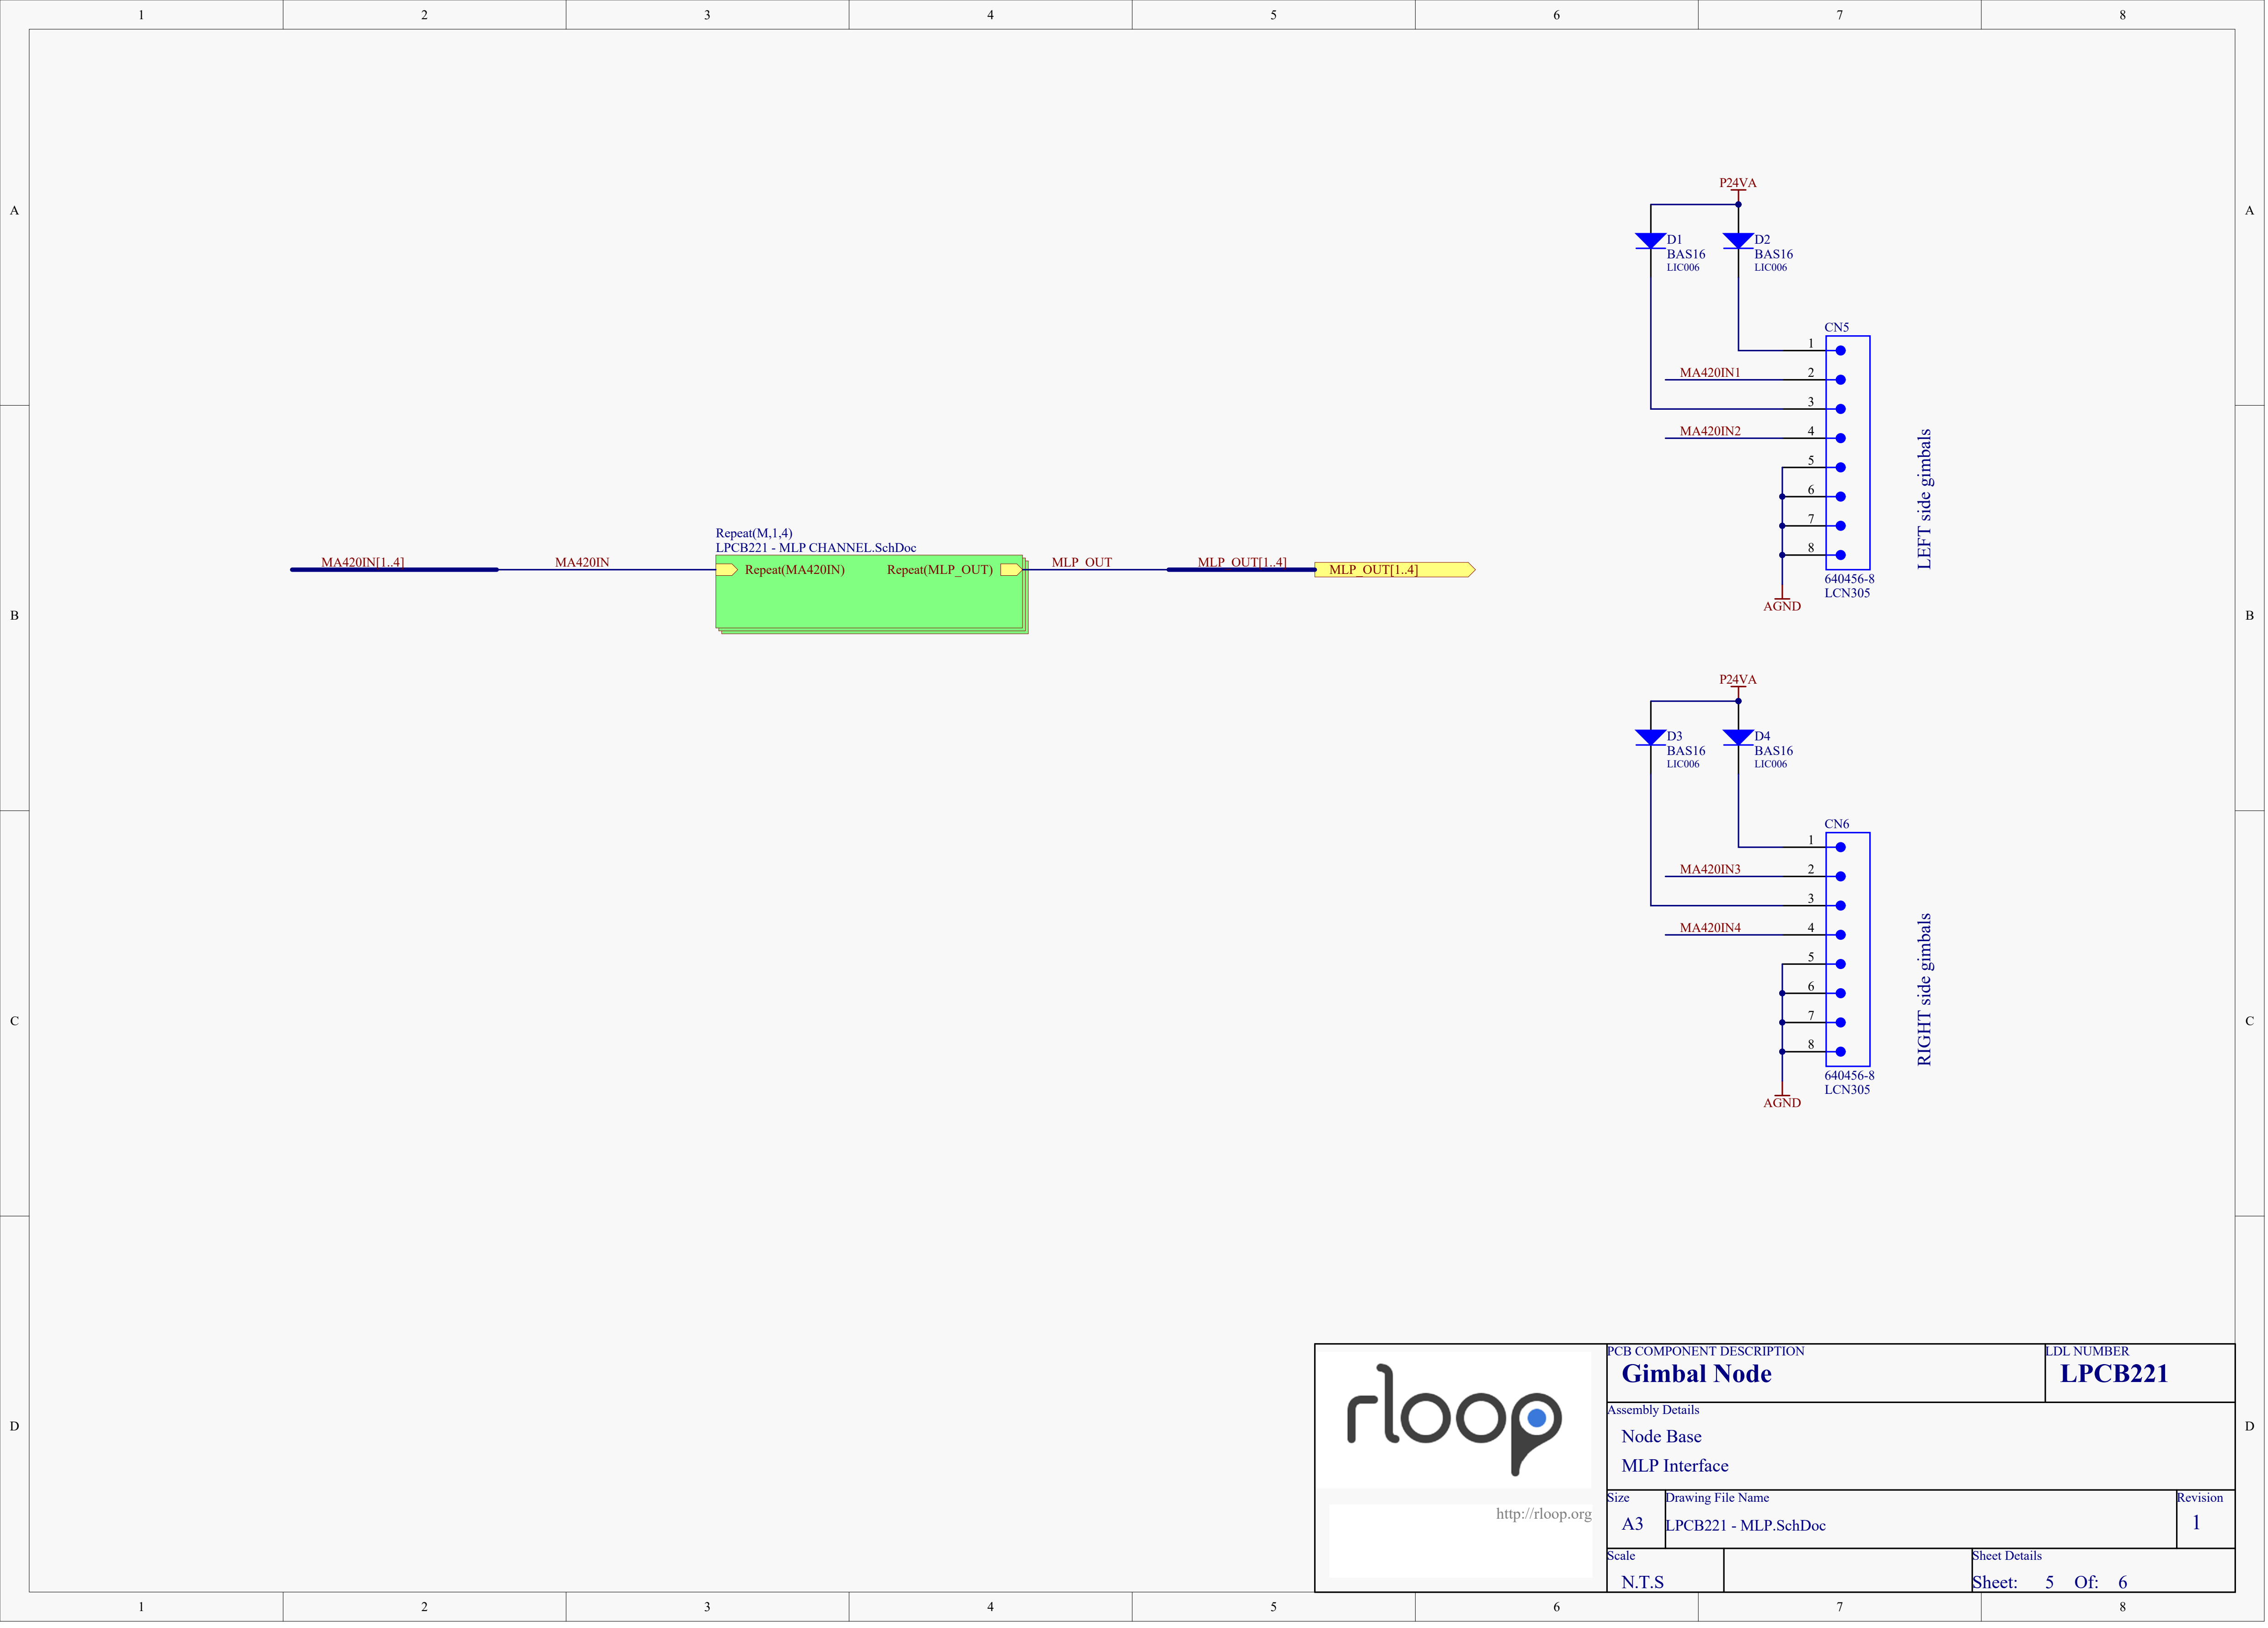 1 2 3 4 5 6 7 8
A A
P24VA
D1 D2
BAS16 BAS16
LIC006 LIC006
CN5
1
MA420IN1 2
3
MA420IN2 4
5
6
7
8
LEFT side gimbals
640456-8
LCN305
AGND
Repeat(M,1,4)
LPCB221 - MLP CHANNEL.SchDoc
MA420IN[1..4] MA420IN Repeat(MA420IN) Repeat(MLP_OUT) MLP_OUT MLP_OUT[1..4] MLP_OUT[1..4]
B B
P24VA
D3 D4
BAS16 BAS16
LIC006 LIC006
CN6
1
MA420IN3 2
3
MA420IN4 4
5
6
7
8
RIGHT side gimbals
640456-8
LCN305
AGND
C C
rloop
http://rloop.org
PCB COMPONENT DESCRIPTION
Gimbal Node
LDL NUMBER
LPCB221
Assembly Details
Node Base
MLP Interface
Size
A3
Drawing File Name
LPCB221 - MLP.SchDoc
Revision
1
Scale
N.T.S
Sheet Details
Sheet: 5 Of: 6
D D
1 2 3 4 5 6 7 8